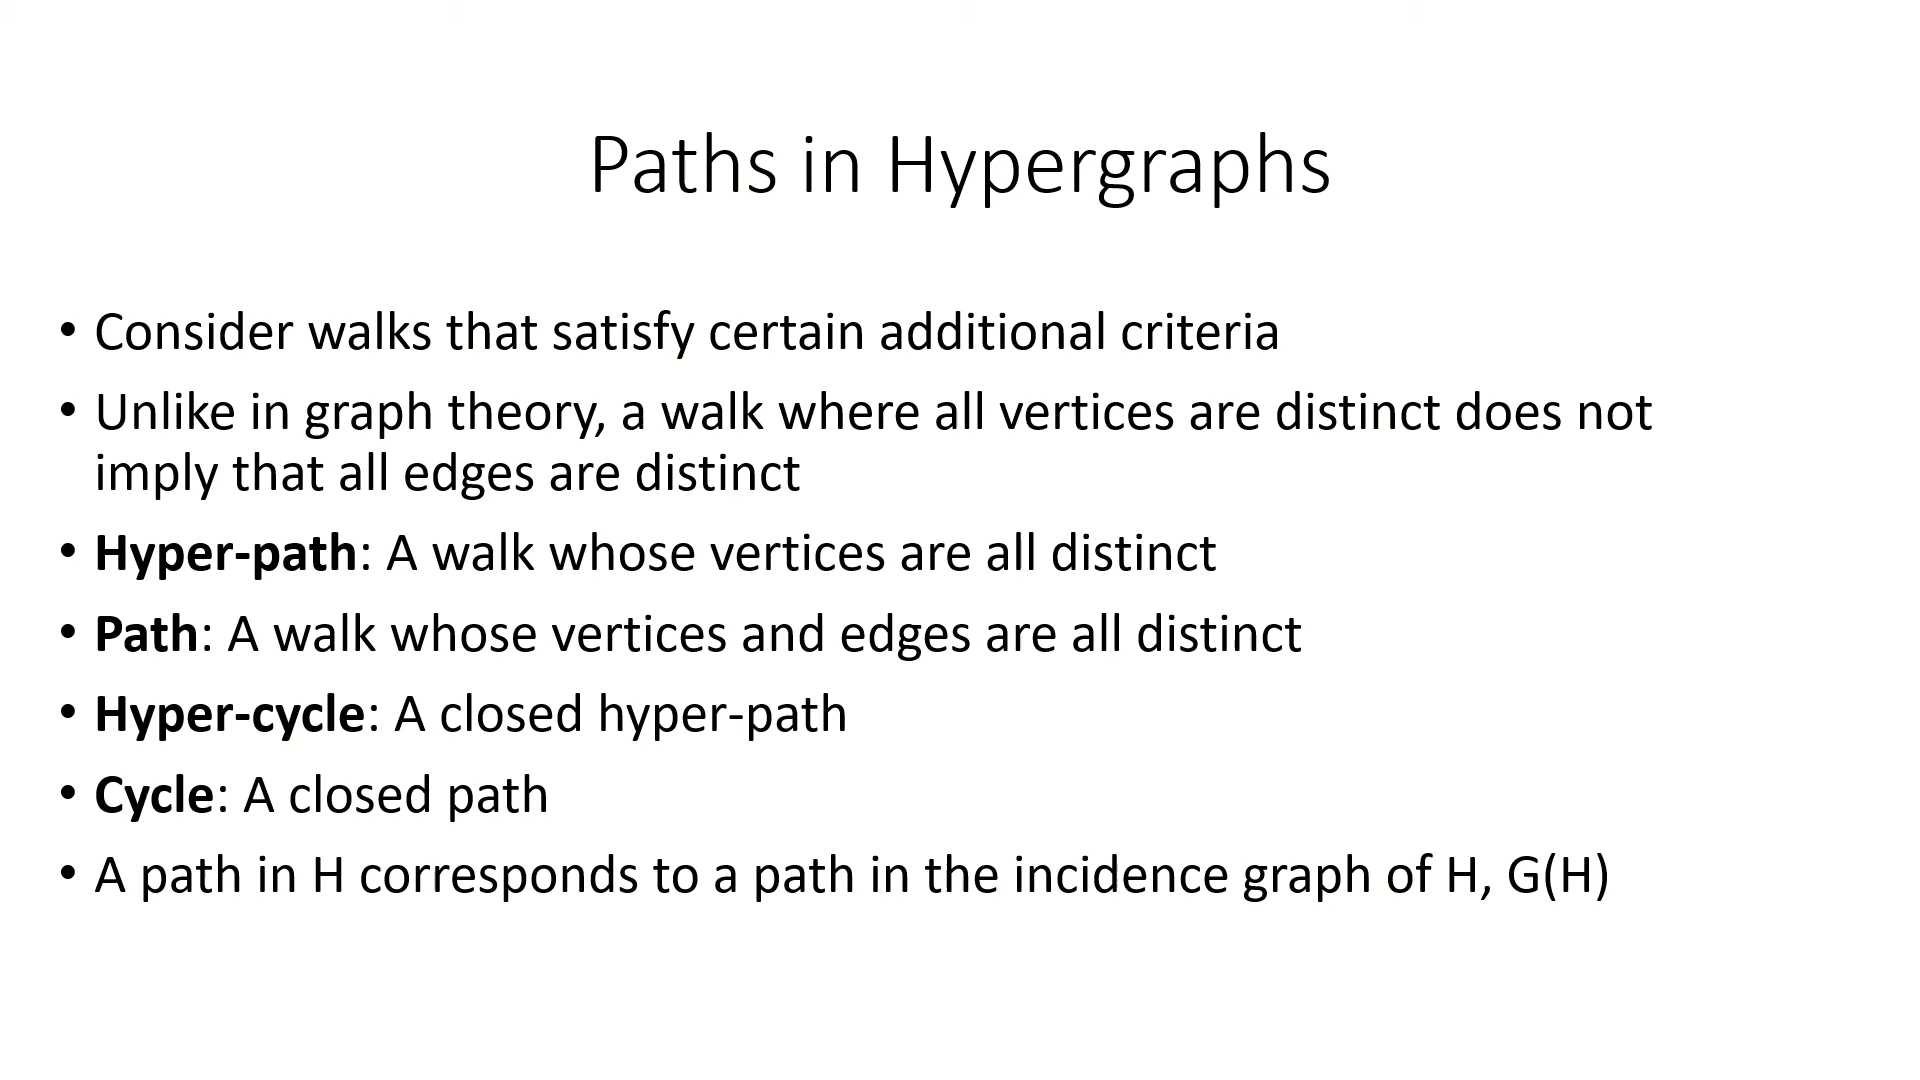 Paths in Hypergraphs
• Consider walks that satisfy certain additional criteria
• Unlike in graph theory, a walk where all vertices are distinct does not
imply that all edges are distinct
• Hyper-path: A walk whose vertices are all distinct
• Path: A walk whose vertices and edges are all distinct
• Hyper-cycle: A closed hyper-path
• Cycle: A closed path
• A path in H corresponds to a path in the incidence graph of H, G(H)